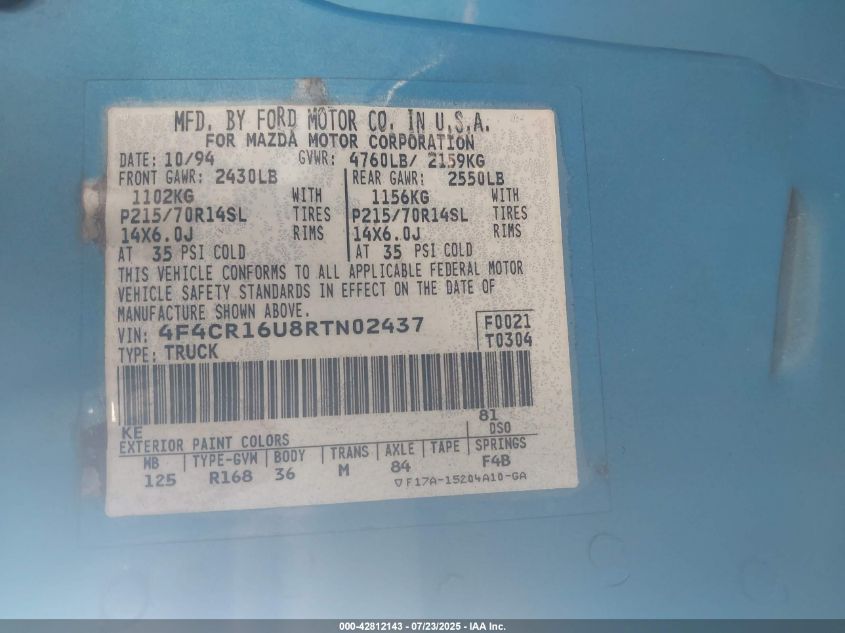 MFD. BY FORD MOTOR CO. IN U.S.A.
FOR MAZDA MOTOR CORPORATION
DATE: 10/94 GVWR: 4760LB/ 2159KG
FRONT GAWR: 2430LB REAR GAWR: 2550LB
1102KG WITH 1156KG WITH
P215/70R14SL TIRES P215/70R14SL TIRES
14X6.0J RIMS 14X6.0J RIMS
AT 35 PSI COLD AT 35 PSI COLD
THIS VEHICLE CONFORMS TO ALL APPLICABLE FEDERAL MOTOR
VEHICLE SAFETY STANDARDS IN EFFECT ON THE DATE OF
MANUFACTURE SHOWN ABOVE.
VIN: 4F4CR16U8RTN02437 F0021
TYPE: TRUCK T0304
KE 81
EXTERIOR PAINT COLORS DSO
WB TYPE-GVW BODY TRANS AXLE TAPE SPRINGS
125 R168 36 M 84 F4B
▽F17A-15204A10-GA
000-42812143 - 07/23/2025 - IAA Inc.